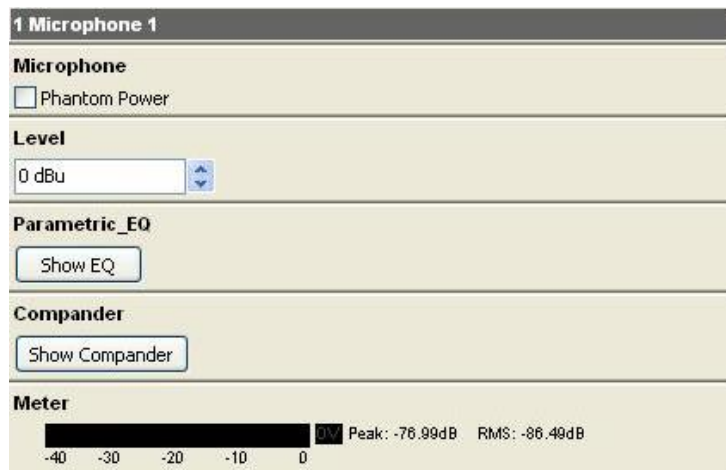 1 Microphone 1
Microphone
Phantom Power
Level
0 dBu
Parametric_EQ
Show EQ
Compander
Show Compander
Meter
OV Peak: -76.99dB RMS: -86.49dB
-40 -30 -20 -10 0